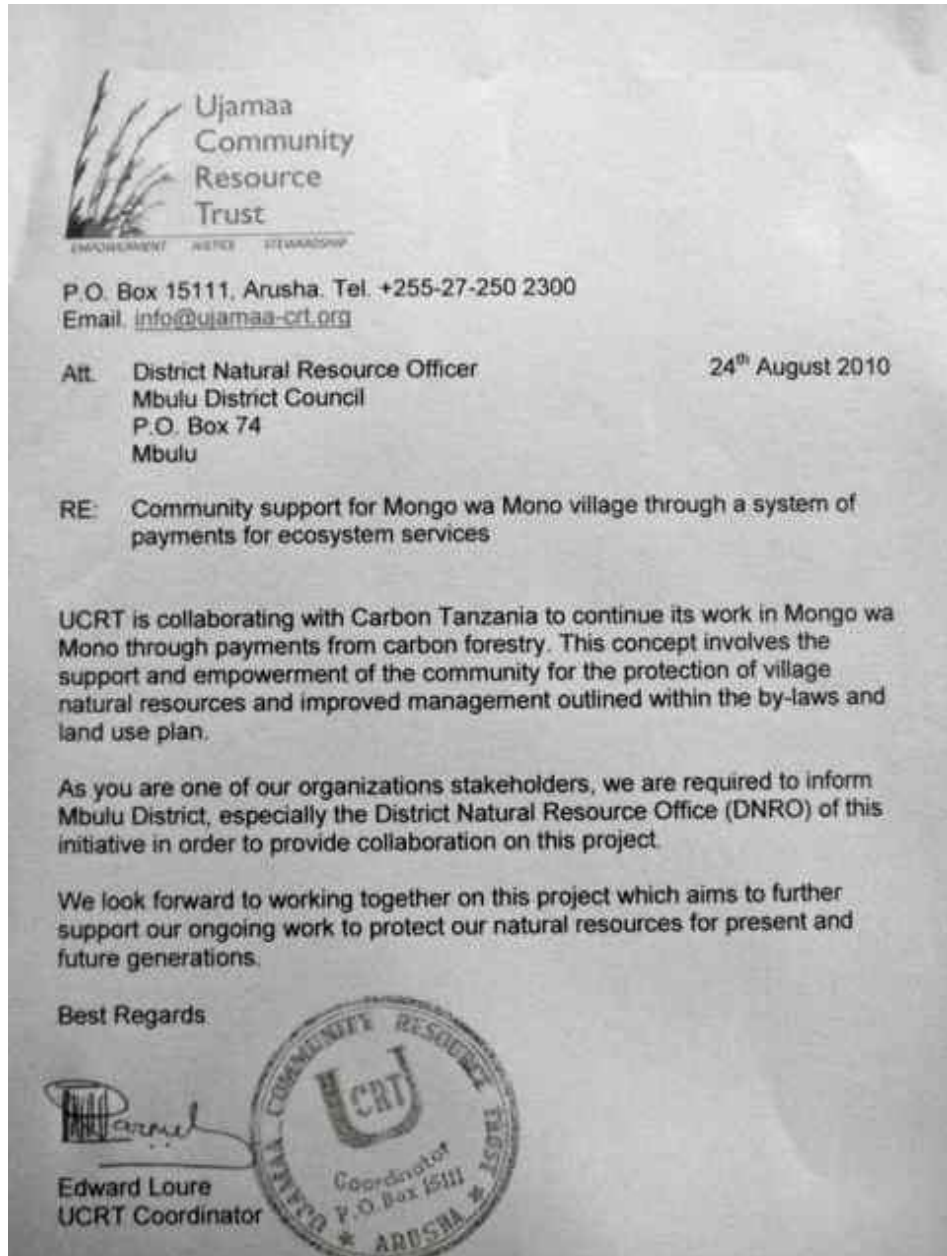 Ujamaa
Community
Resource
Trust
EMPOWERMENT JUSTICE STEWARDSHIP
P.O. Box 15111, Arusha. Tel. +255-27-250 2300
Email. info@ujamaa-crt.org
Att. District Natural Resource Officer 24th August 2010
Mbulu District Council
P.O. Box 74
Mbulu
RE: Community support for Mongo wa Mono village through a system of
payments for ecosystem services
UCRT is collaborating with Carbon Tanzania to continue its work in Mongo wa
Mono through payments from carbon forestry. This concept involves the
support and empowerment of the community for the protection of village
natural resources and improved management outlined within the by-laws and
land use plan.
As you are one of our organizations stakeholders, we are required to inform
Mbulu District, especially the District Natural Resource Office (DNRO) of this
initiative in order to provide collaboration on this project.
We look forward to working together on this project which aims to further
support our ongoing work to protect our natural resources for present and
future generations.
Best Regards
Edward Loure
UCRT Coordinator
UJAMAA COMMUNITY RESOURCE TRUST
U
CRT
Coordinator
P.O Box 15111
* ARUSHA *